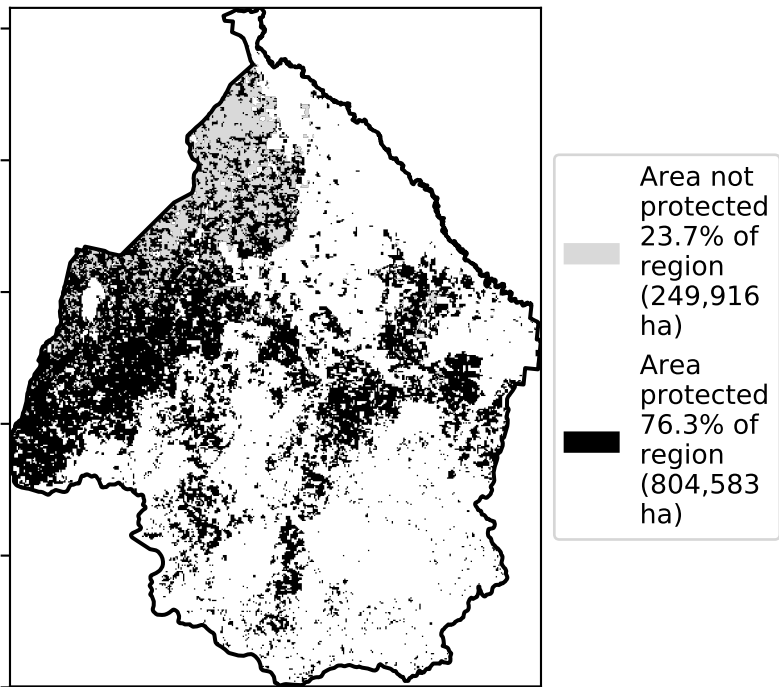 Area not
protected
23.7% of
region
(249,916
ha)
Area
protected
76.3% of
region
(804,583
ha)